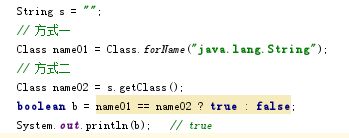 String s = "";
// 方式一
Class name01 = Class.forName("java.lang.String");
// 方式二
Class name02 = s.getClass();
boolean b = name01 == name02 ? true : false;
System.out.println(b);   // true